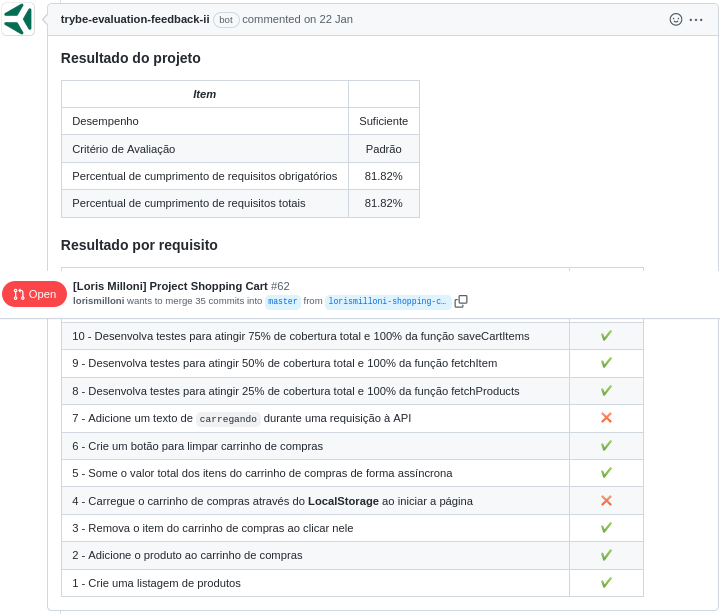 trybe-evaluation-feedback-ii bot commented on 22 Jan
Resultado do projeto
Item
Desempenho Suficiente
Critério de Avaliação Padrão
Percentual de cumprimento de requisitos obrigatórios 81.82%
Percentual de cumprimento de requisitos totais 81.82%
Resultado por requisito
Open
[Loris Milloni] Project Shopping Cart #62
lorismilloni wants to merge 35 commits into master from lorismilloni-shopping-c…
10 - Desenvolva testes para atingir 75% de cobertura total e 100% da função saveCartItems ✔
9 - Desenvolva testes para atingir 50% de cobertura total e 100% da função fetchItem ✔
8 - Desenvolva testes para atingir 25% de cobertura total e 100% da função fetchProducts ✔
7 - Adicione um texto de carregando durante uma requisição à API ❌
6 - Crie um botão para limpar carrinho de compras ✔
5 - Some o valor total dos itens do carrinho de compras de forma assíncrona ✔
4 - Carregue o carrinho de compras através do LocalStorage ao iniciar a página ❌
3 - Remova o item do carrinho de compras ao clicar nele ✔
2 - Adicione o produto ao carrinho de compras ✔
1 - Crie uma listagem de produtos ✔